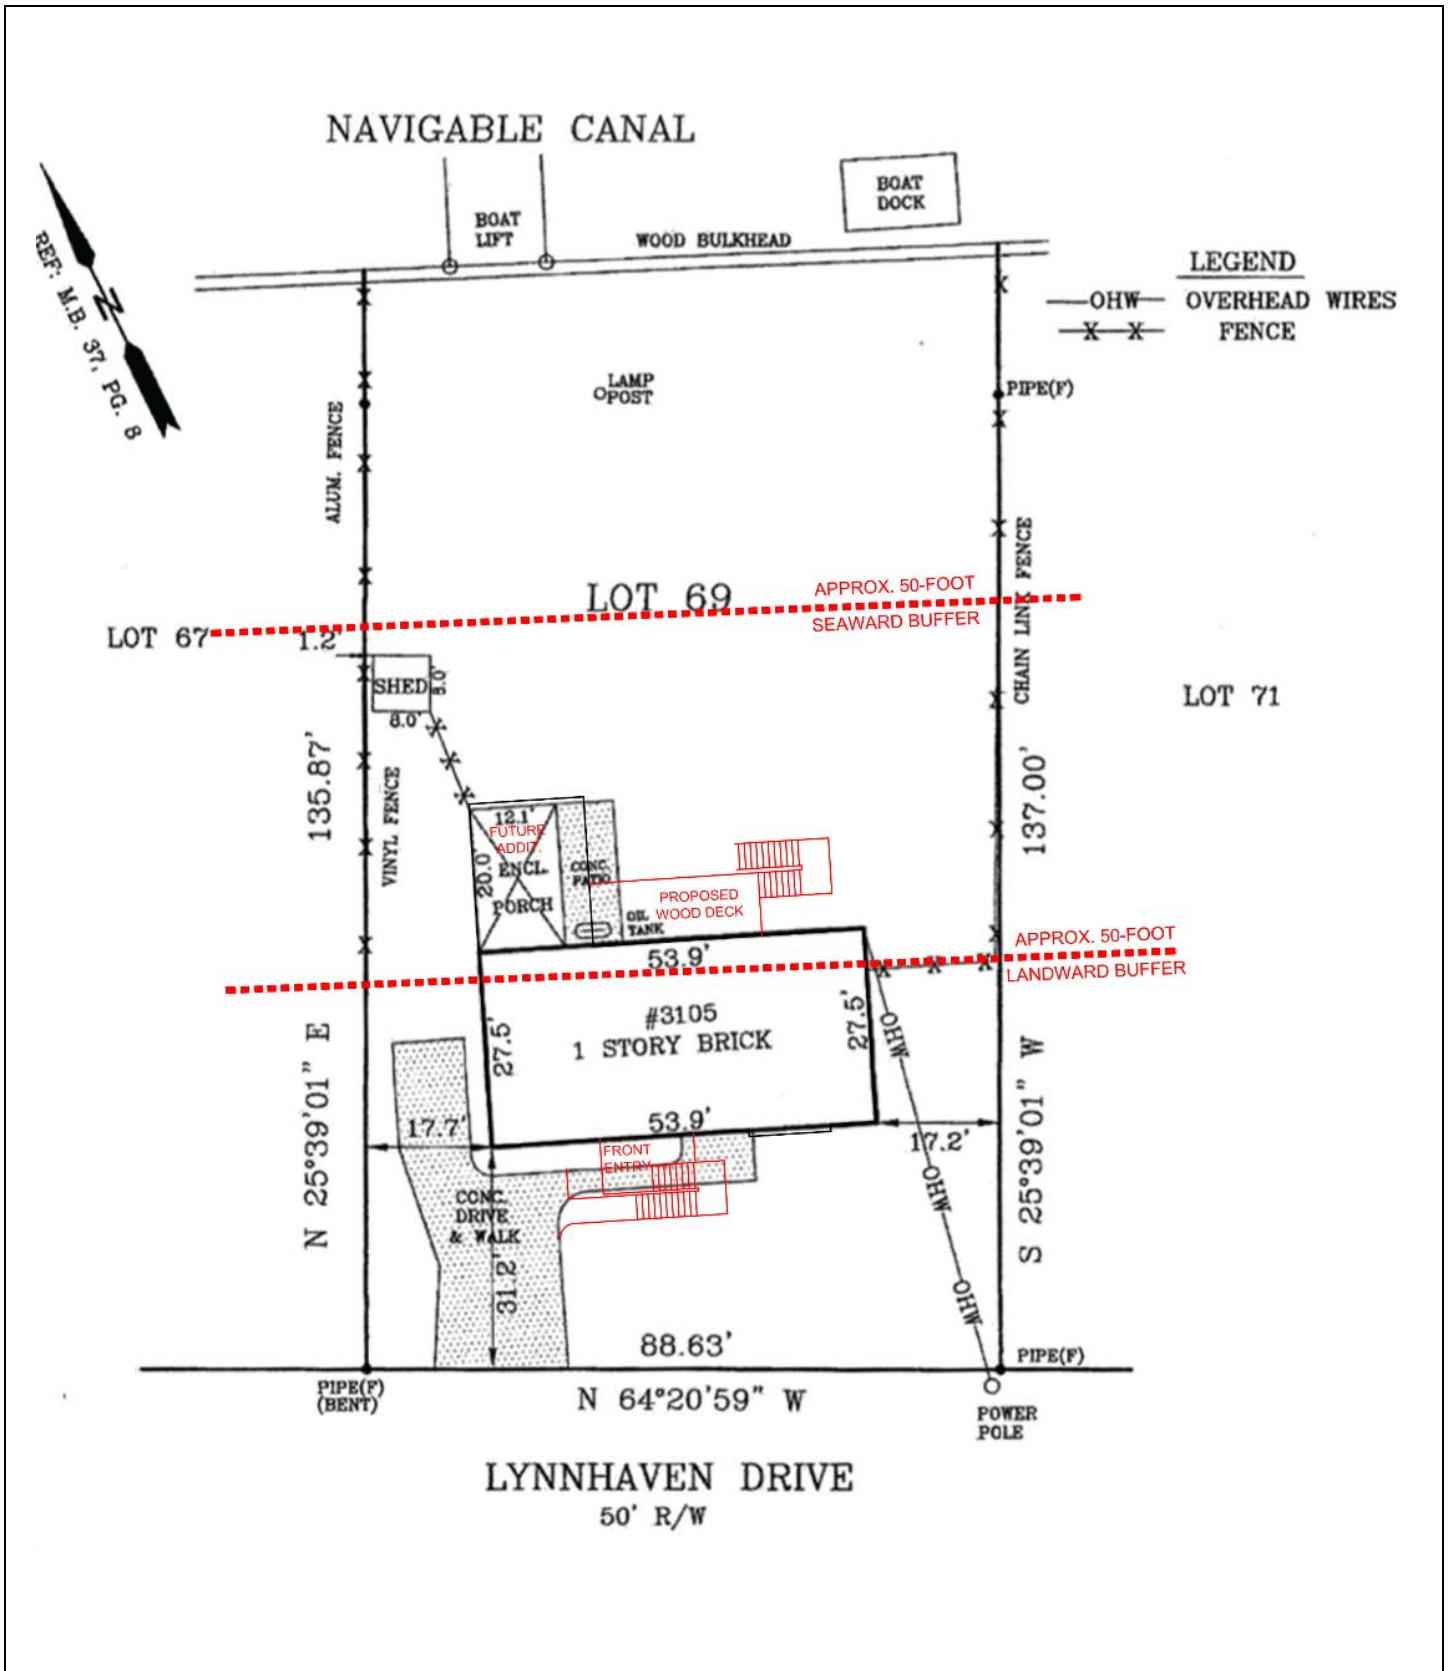 NAVIGABLE CANAL
BOAT
DOCK
BOAT
LIFT
WOOD BULKHEAD
REF: M.B. 37, PG. 8
N
LEGEND
OHW OVERHEAD WIRES
X X FENCE
LAMP
POST
PIPE(F)
ALUM. FENCE
CHAIN LINK FENCE
LOT 69
APPROX. 50-FOOT
SEAWARD BUFFER
LOT 67
1.2'
SHED
8.0'
8.0'
LOT 71
135.87'
VINYL FENCE
137.00'
12.1'
FUTURE
ADDIT.
20.0'
ENCL.
PORCH
CONC.
PATIO
OIL
TANK
PROPOSED
WOOD DECK
APPROX. 50-FOOT
LANDWARD BUFFER
53.9'
#3105
1 STORY BRICK
27.5'
27.5'
OHW
53.9'
17.7'
17.2'
FRONT
ENTRY
OHW
N 25°39'01" E
S 25°39'01" W
CONC.
DRIVE
& WALK
31.2'
OHW
88.63'
PIPE(F)
PIPE(F)
(BENT)
N 64°20'59" W
POWER
POLE
LYNNHAVEN DRIVE
50' R/W